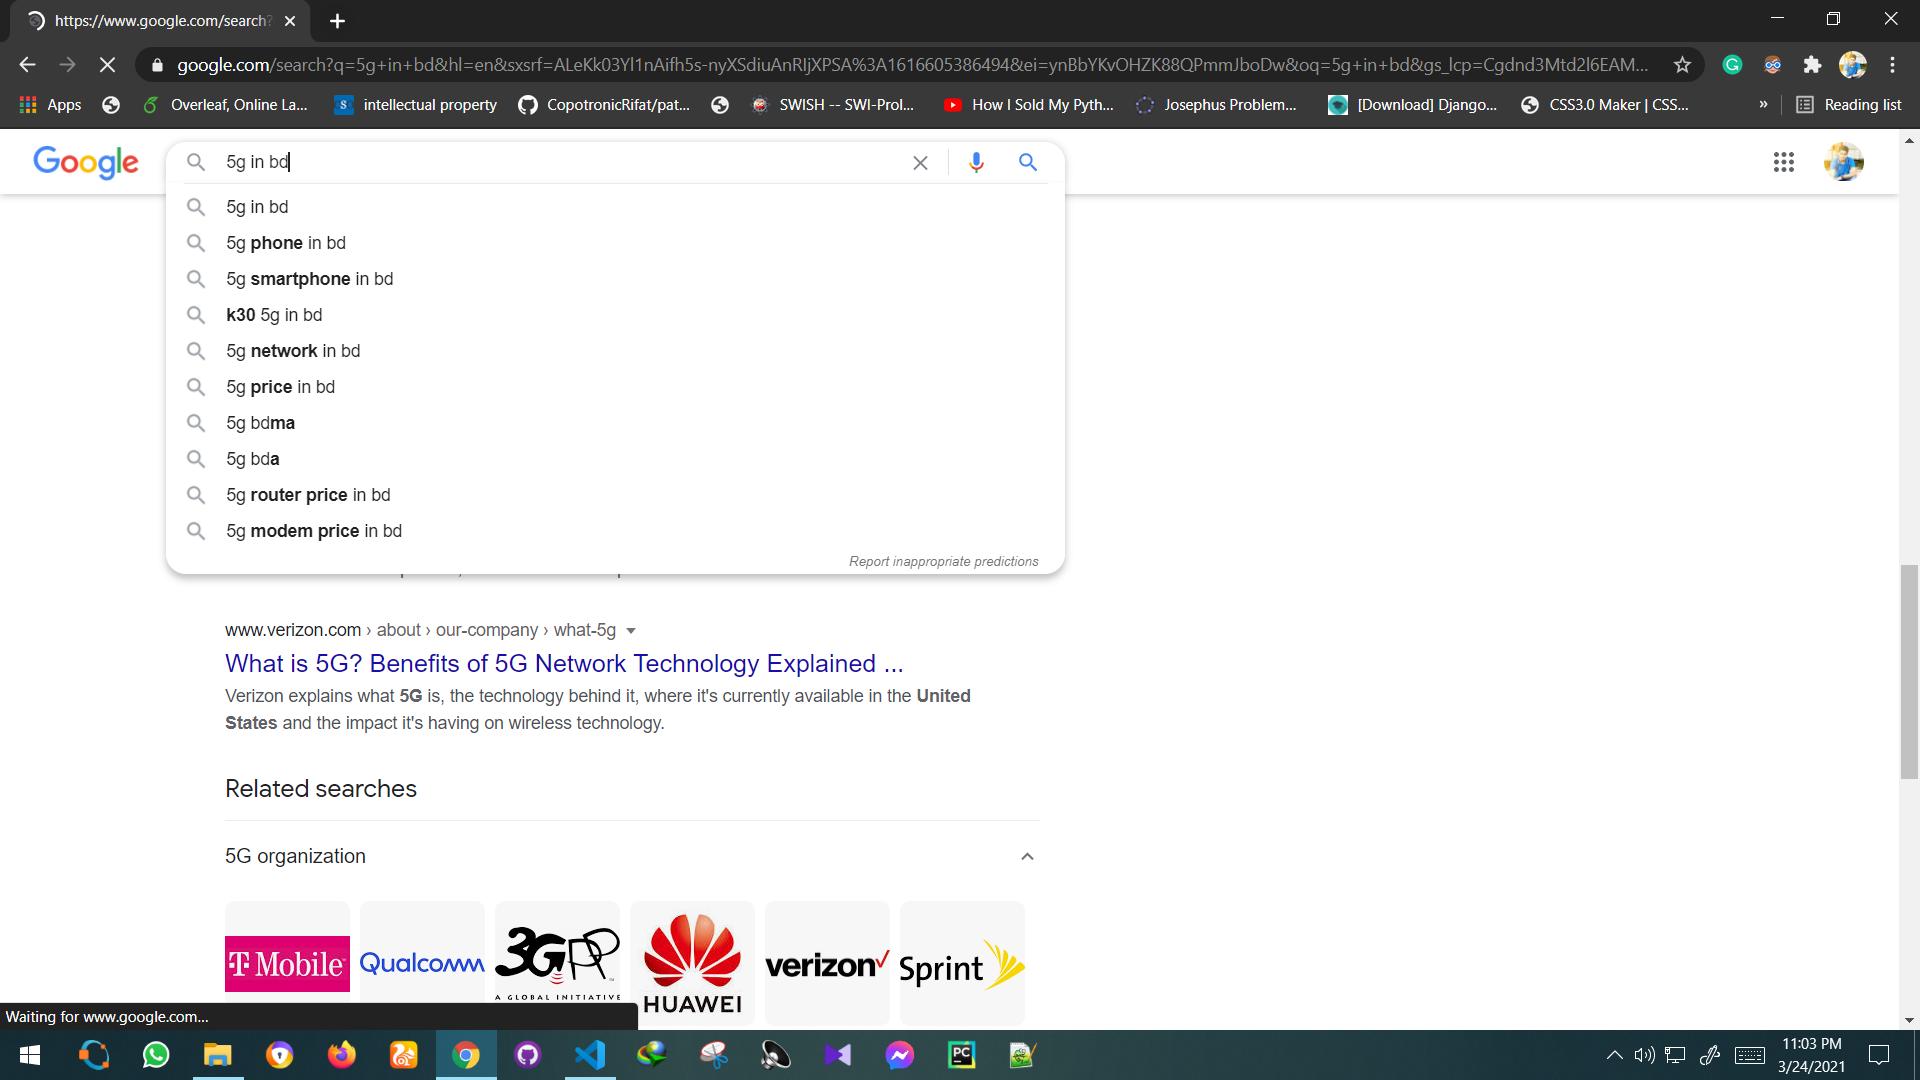 https://www.google.com/search?
google.com/search?q=5g+in+bd&hl=en&sxsrf=ALeKk03Yl1nAifh5s-nyXSdiuAnRIjXPSA%3A1616605386494&ei=ynBbYKvOHZK88QPmmJboDw&oq=5g+in+bd&gs_lcp=Cgdnd3Mtd2l6EAM...
Apps Overleaf, Online La... intellectual property CopotronicRifat/pat... SWISH -- SWI-Prol... How I Sold My Pyth... Josephus Problem... [Download] Django... CSS3.0 Maker | CSS... » Reading list
Google 5g in bd
5g in bd
5g phone in bd
5g smartphone in bd
k30 5g in bd
5g network in bd
5g price in bd
5g bdma
5g bda
5g router price in bd
5g modem price in bd
Report inappropriate predictions
www.verizon.com › about › our-company › what-5g
What is 5G? Benefits of 5G Network Technology Explained ...
Verizon explains what 5G is, the technology behind it, where it's currently available in the United
States and the impact it's having on wireless technology.
Related searches
5G organization
T Mobile Qualcomm 3GPP A GLOBAL INITIATIVE HUAWEI verizon Sprint
Waiting for www.google.com...
11:03 PM
3/24/2021